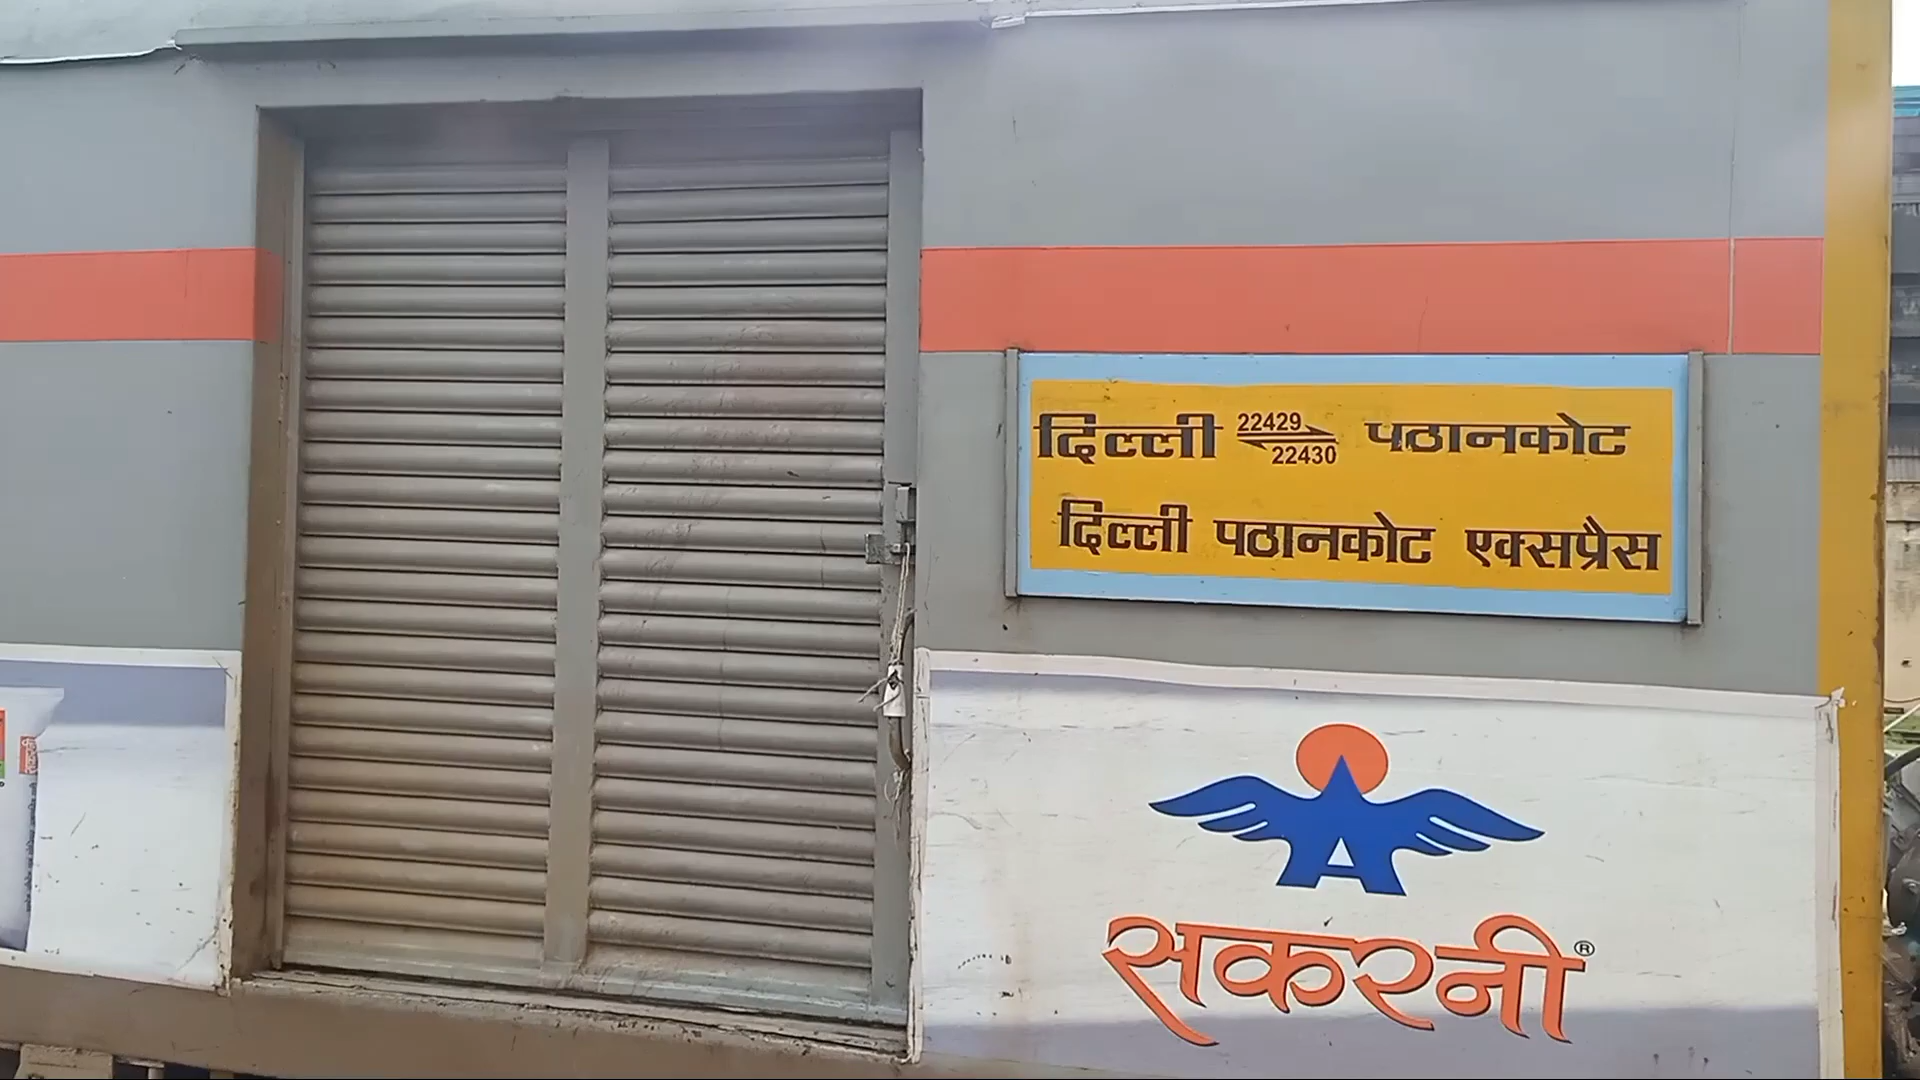 दिल्ली 22429 पठानकोट
22430
दिल्ली पठानकोट एक्सप्रैस
A
सकरनी®